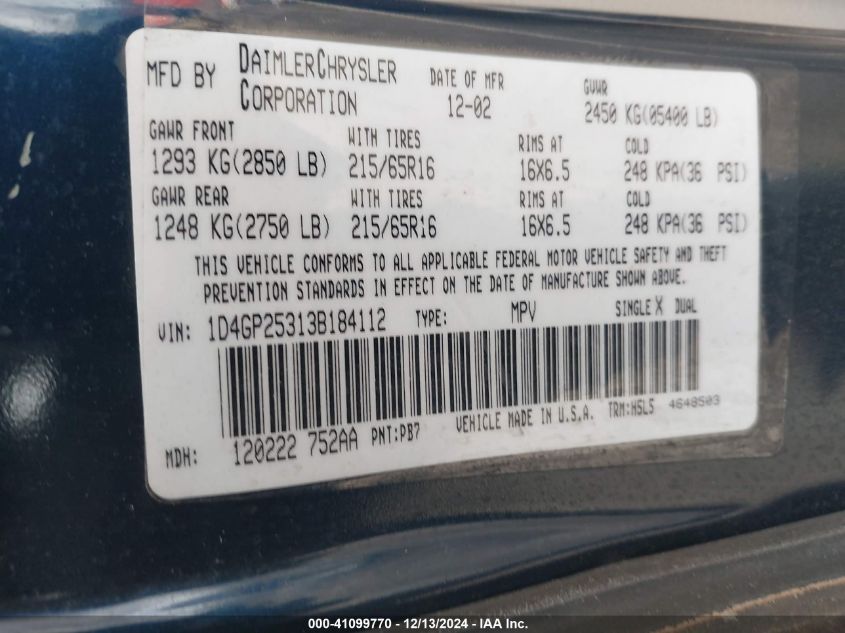 MFD BY DAIMLERCHRYSLER CORPORATION DATE OF MFR 12-02 GVWR 2450 KG(05400 LB)
GAWR FRONT WITH TIRES RIMS AT COLD
1293 KG(2850 LB) 215/65R16 16X6.5 248 KPA(36 PSI)
GAWR REAR WITH TIRES RIMS AT COLD
1248 KG(2750 LB) 215/65R16 16X6.5 248 KPA(36 PSI)
THIS VEHICLE CONFORMS TO ALL APPLICABLE FEDERAL MOTOR VEHICLE SAFETY AND THEFT
PREVENTION STANDARDS IN EFFECT ON THE DATE OF MANUFACTURE SHOWN ABOVE.
VIN: 1D4GP25313B184112 TYPE: MPV SINGLE X DUAL
MDH: 120222 752AA PNT:PB7 VEHICLE MADE IN U.S.A. TRM:HSL5 4648503
000-41099770 - 12/13/2024 - IAA Inc.